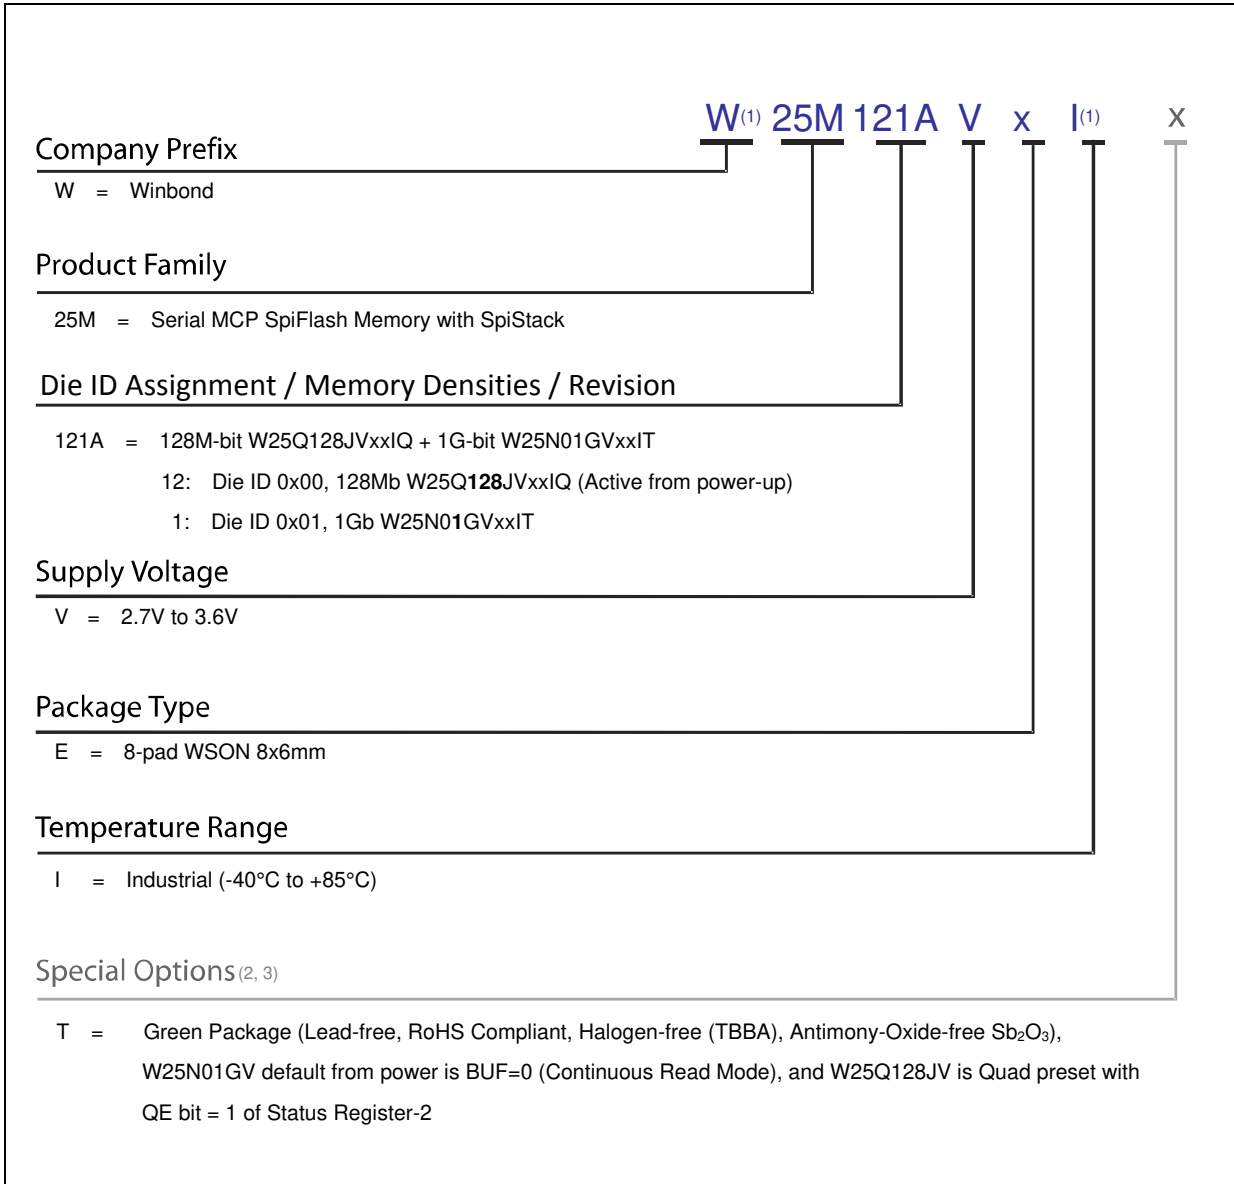 W(1) 25M 121A V x I(1) x
Company Prefix
W = Winbond
Product Family
25M = Serial MCP SpiFlash Memory with SpiStack
Die ID Assignment / Memory Densities / Revision
121A = 128M-bit W25Q128JVxxIQ + 1G-bit W25N01GVxxIT
12: Die ID 0x00, 128Mb W25Q128JVxxIQ (Active from power-up)
1: Die ID 0x01, 1Gb W25N01GVxxIT
Supply Voltage
V = 2.7V to 3.6V
Package Type
E = 8-pad WSON 8x6mm
Temperature Range
I = Industrial (-40°C to +85°C)
Special Options (2, 3)
T = Green Package (Lead-free, RoHS Compliant, Halogen-free (TBBA), Antimony-Oxide-free Sb₂O₃),
W25N01GV default from power is BUF=0 (Continuous Read Mode), and W25Q128JV is Quad preset with
QE bit = 1 of Status Register-2